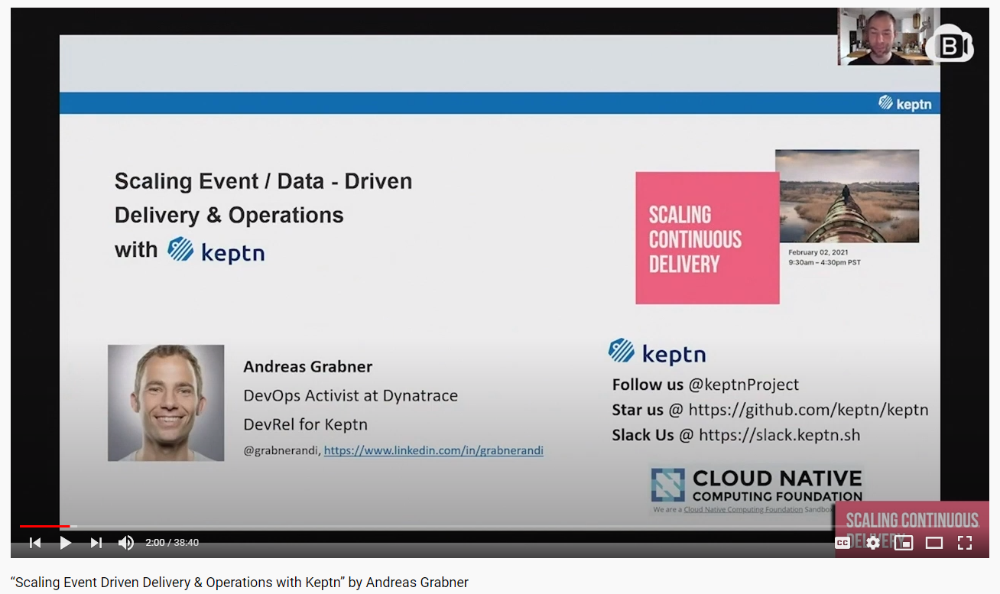 B
keptn
Scaling Event / Data - Driven
Delivery & Operations
with keptn
SCALING
CONTINUOUS
DELIVERY
February 02, 2021
9:30am – 4:30pm PST
Andreas Grabner
DevOps Activist at Dynatrace
DevRel for Keptn
@grabnerandi, https://www.linkedin.com/in/grabnerandi
keptn
Follow us @keptnProject
Star us @ https://github.com/keptn/keptn
Slack Us @ https://slack.keptn.sh
CLOUD NATIVE
COMPUTING FOUNDATION
We are a Cloud Native Computing Foundation Sandbo
SCALING CONTINUOUS
DELIVERY
2:00 / 38:40
CC
“Scaling Event Driven Delivery & Operations with Keptn” by Andreas Grabner